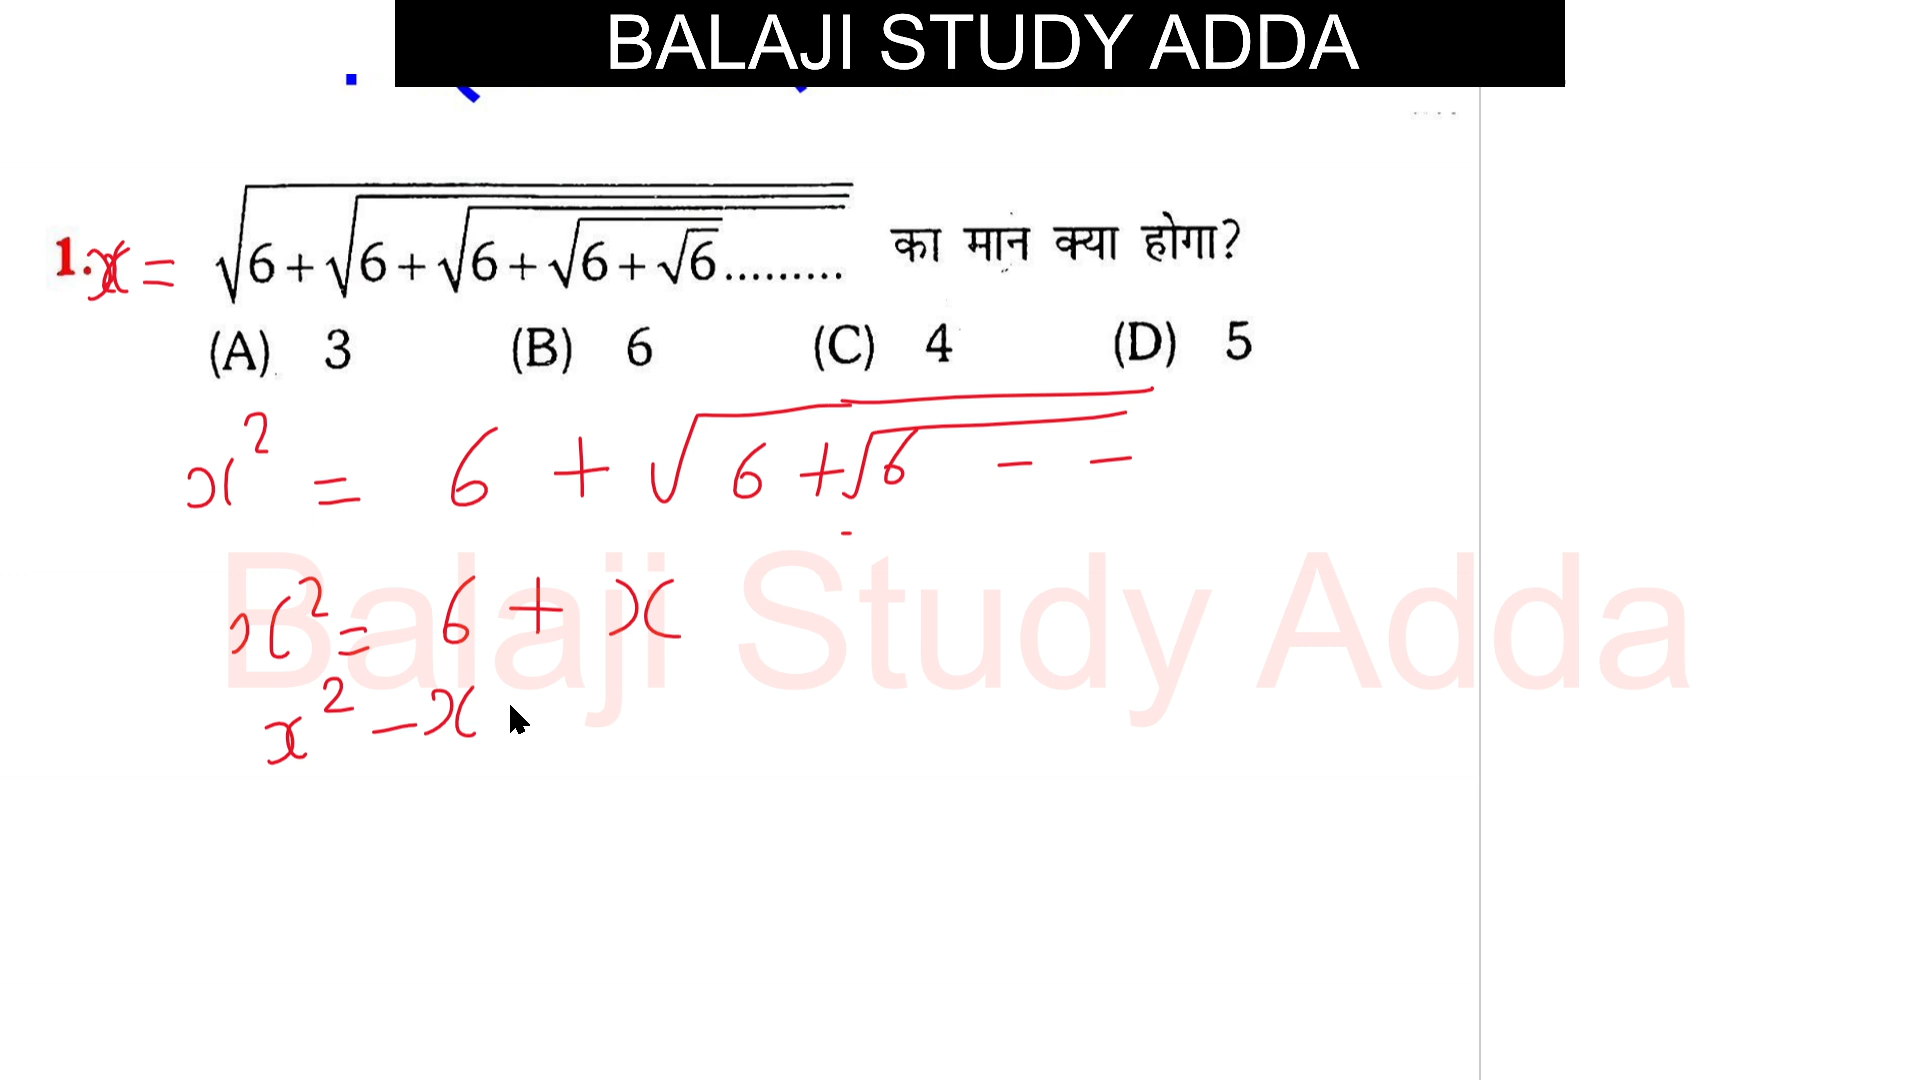 BALAJI STUDY ADDA
1. x = √6 + √6 + √6 + √6 + √6 ......... का मान क्या होगा?
(A) 3 (B) 6 (C) 4 (D) 5
x² = 6 + √6 + √6 - -
x² = 6 + x
x² - x
Balaji Study Adda